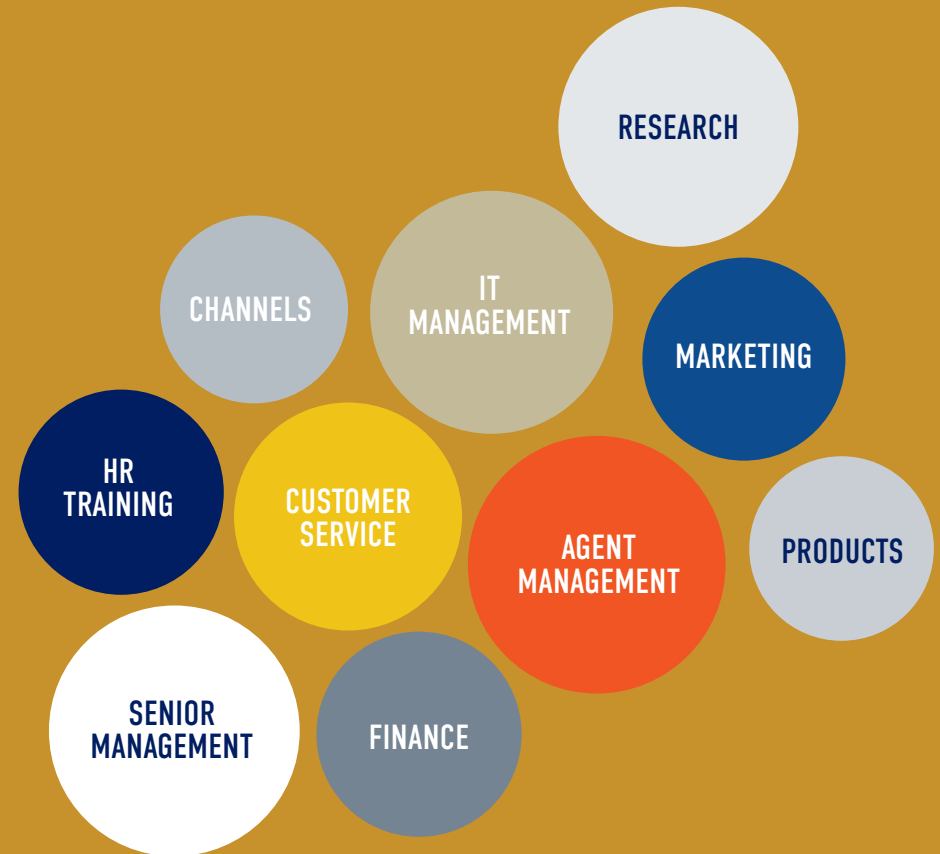 RESEARCH
CHANNELS
IT
MANAGEMENT
MARKETING
HR
TRAINING
CUSTOMER
SERVICE
AGENT
MANAGEMENT
PRODUCTS
SENIOR
MANAGEMENT
FINANCE